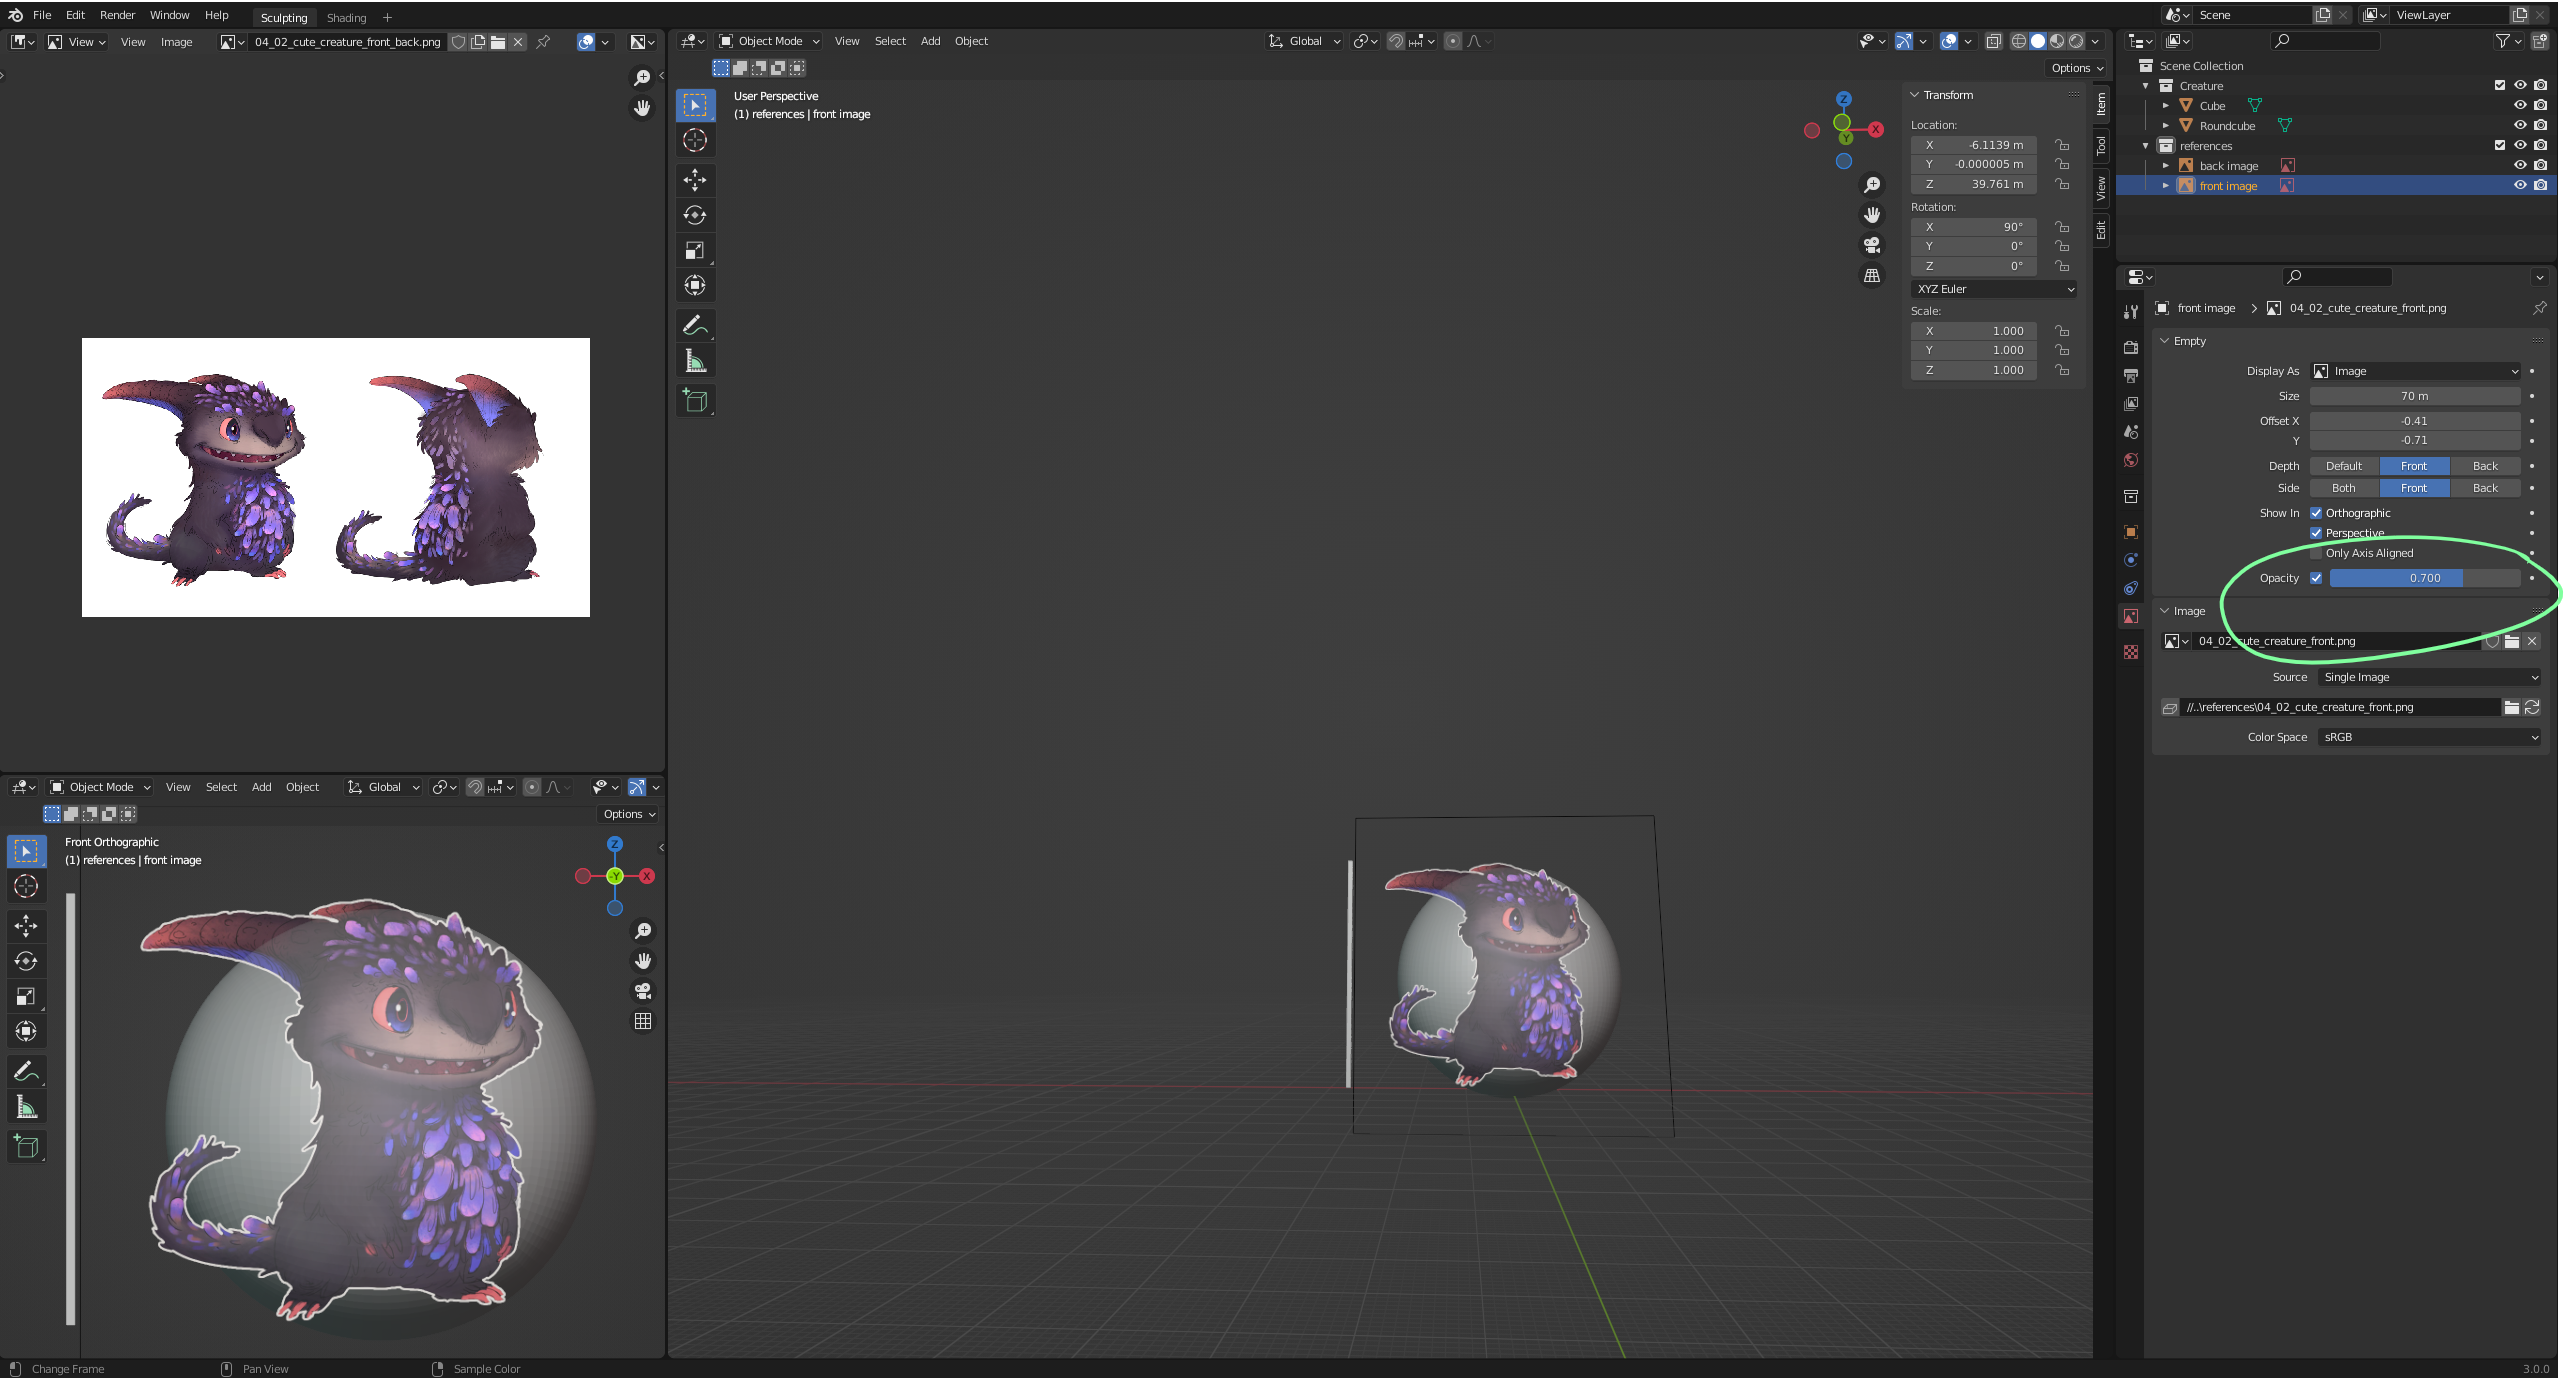 File Edit Render Window Help Sculpting Shading +
Scene ViewLayer
View View Image 04_02_cute_creature_front_back.png
Object Mode View Select Add Object Global
Options
User Perspective
(1) references | front image
Z
X
Y
Transform
Location:
X -6.1139 m
Y -0.000005 m
Z 39.761 m
Rotation:
X 90°
Y 0°
Z 0°
XYZ Euler
Scale:
X 1.000
Y 1.000
Z 1.000
Item
Tool
View
Edit
Scene Collection
Creature
Cube
Roundcube
references
back image
front image
front image > 04_02_cute_creature_front.png
Empty
Display As Image
Size 70 m
Offset X -0.41
Y -0.71
Depth Default Front Back
Side Both Front Back
Show In Orthographic
Perspective
Only Axis Aligned
Opacity 0.700
Image
04_02_cute_creature_front.png
Source Single Image
//..\references\04_02_cute_creature_front.png
Color Space sRGB
Object Mode View Select Add Object Global
Options
Front Orthographic
(1) references | front image
Z
-Y X
Change Frame Pan View Sample Color 3.0.0